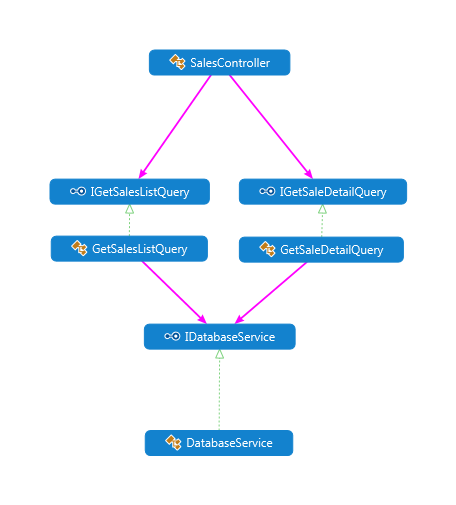 SalesController
IGetSalesListQuery
IGetSaleDetailQuery
GetSalesListQuery
GetSaleDetailQuery
IDatabaseService
DatabaseService